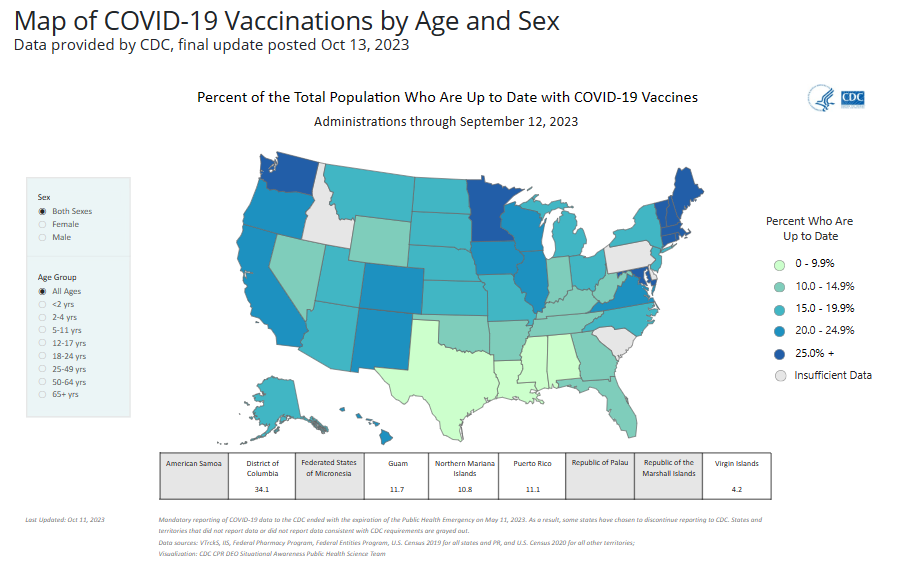 Map of COVID-19 Vaccinations by Age and Sex
Data provided by CDC, final update posted Oct 13, 2023
Percent of the Total Population Who Are Up to Date with COVID-19 Vaccines
Administrations through September 12, 2023
CDC
Sex
Both Sexes
Female
Male
Age Group
All Ages
<2 yrs
2-4 yrs
5-11 yrs
12-17 yrs
18-24 yrs
25-49 yrs
50-64 yrs
65+ yrs
Percent Who Are
Up to Date
0 - 9.9%
10.0 - 14.9%
15.0 - 19.9%
20.0 - 24.9%
25.0% +
Insufficient Data
American Samoa
District of
Columbia
34.1
Federated States
of Micronesia
Guam
11.7
Northern Mariana
Islands
10.8
Puerto Rico
11.1
Republic of Palau
Republic of the
Marshall Islands
Virgin Islands
4.2
Last Updated: Oct 11, 2023
Mandatory reporting of COVID-19 data to the CDC ended with the expiration of the Public Health Emergency on May 11, 2023. As a result, some states have chosen to discontinue reporting to CDC. States and
territories that did not report data or did not report data consistent with CDC requirements are grayed out.
Data sources: VTrckS, IIS, Federal Pharmacy Program, Federal Entities Program, U.S. Census 2019 for all states and PR, and U.S. Census 2020 for all other territories;
Visualization: CDC CPR DEO Situational Awareness Public Health Science Team